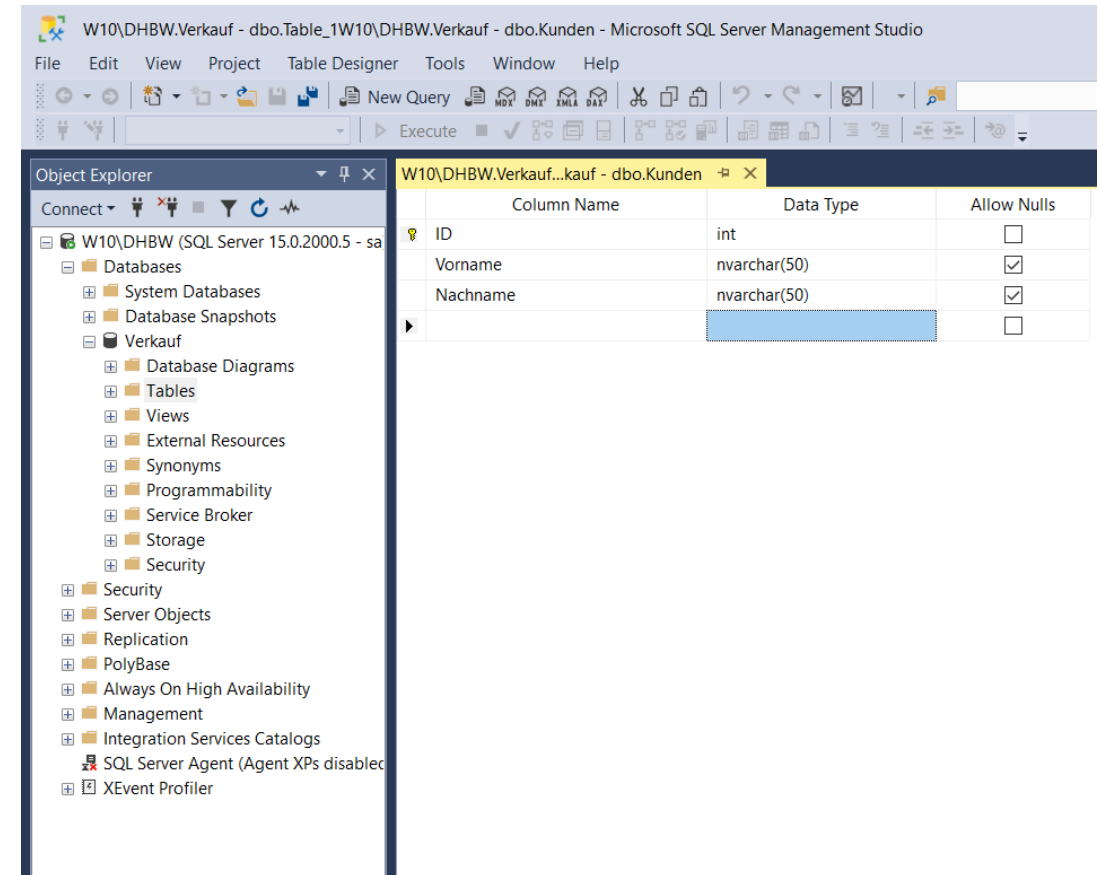 W10\DHBW.Verkauf - dbo.Table_1W10\DHBW.Verkauf - dbo.Kunden - Microsoft SQL Server Management Studio
File Edit View Project Table Designer Tools Window Help
New Query MDX DMX XMLA DAX
Execute
Object Explorer
Connect
W10\DHBW (SQL Server 15.0.2000.5 - sa
Databases
System Databases
Database Snapshots
Verkauf
Database Diagrams
Tables
Views
External Resources
Synonyms
Programmability
Service Broker
Storage
Security
Security
Server Objects
Replication
PolyBase
Always On High Availability
Management
Integration Services Catalogs
SQL Server Agent (Agent XPs disabled
XEvent Profiler
W10\DHBW.Verkauf...kauf - dbo.Kunden
Column Name Data Type Allow Nulls
ID int
Vorname nvarchar(50)
Nachname nvarchar(50)